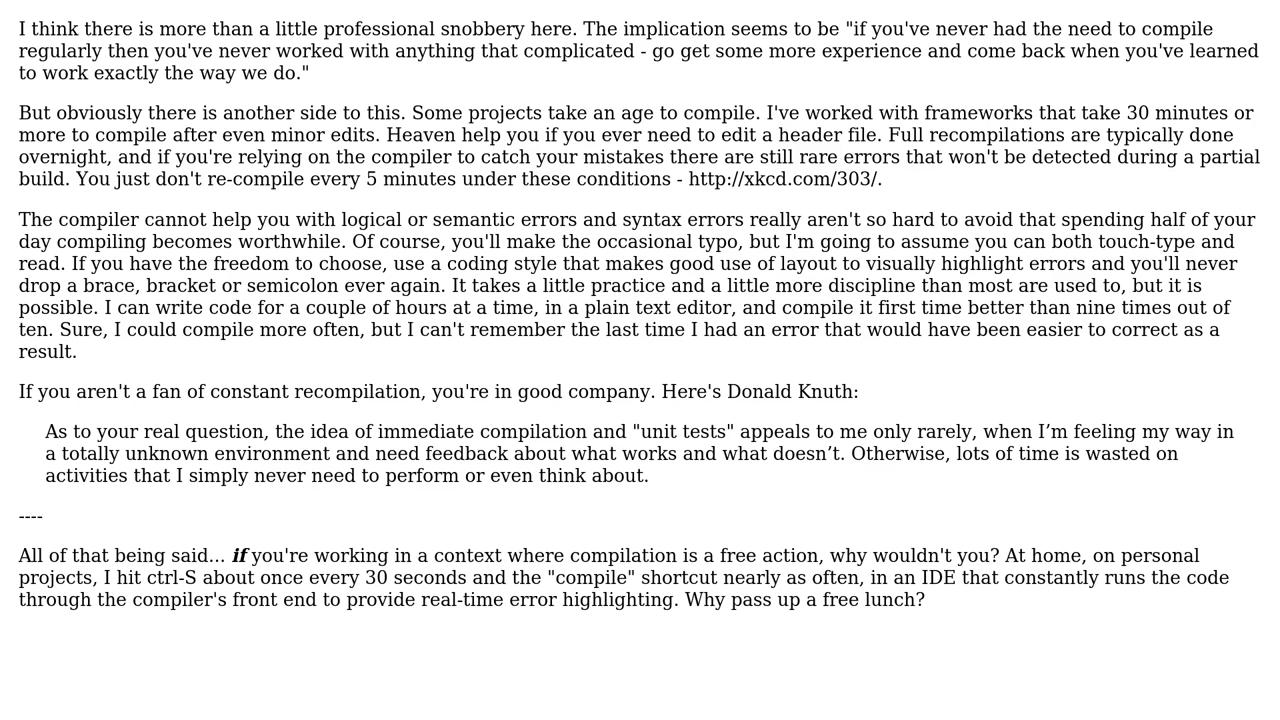 I think there is more than a little professional snobbery here. The implication seems to be "if you've never had the need to compile
regularly then you've never worked with anything that complicated - go get some more experience and come back when you've learned
to work exactly the way we do."
But obviously there is another side to this. Some projects take an age to compile. I've worked with frameworks that take 30 minutes or
more to compile after even minor edits. Heaven help you if you ever need to edit a header file. Full recompilations are typically done
overnight, and if you're relying on the compiler to catch your mistakes there are still rare errors that won't be detected during a partial
build. You just don't re-compile every 5 minutes under these conditions - http://xkcd.com/303/.
The compiler cannot help you with logical or semantic errors and syntax errors really aren't so hard to avoid that spending half of your
day compiling becomes worthwhile. Of course, you'll make the occasional typo, but I'm going to assume you can both touch-type and
read. If you have the freedom to choose, use a coding style that makes good use of layout to visually highlight errors and you'll never
drop a brace, bracket or semicolon ever again. It takes a little practice and a little more discipline than most are used to, but it is
possible. I can write code for a couple of hours at a time, in a plain text editor, and compile it first time better than nine times out of
ten. Sure, I could compile more often, but I can't remember the last time I had an error that would have been easier to correct as a
result.
If you aren't a fan of constant recompilation, you're in good company. Here's Donald Knuth:
As to your real question, the idea of immediate compilation and "unit tests" appeals to me only rarely, when I’m feeling my way in
a totally unknown environment and need feedback about what works and what doesn’t. Otherwise, lots of time is wasted on
activities that I simply never need to perform or even think about.
----
All of that being said... if you're working in a context where compilation is a free action, why wouldn't you? At home, on personal
projects, I hit ctrl-S about once every 30 seconds and the "compile" shortcut nearly as often, in an IDE that constantly runs the code
through the compiler's front end to provide real-time error highlighting. Why pass up a free lunch?